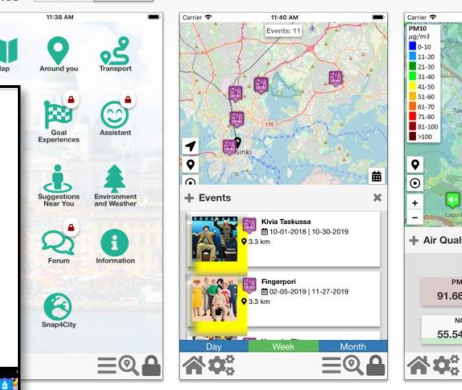 11:38 AM
Around you
Transport
Goal
Experiences
Assistant
Suggestions
Near You
Environment
and Weather
Forum
Information
Snap4City
Carrier
11:40 AM
Events: 11
170
Events
Kivia Taskussa
10-01-2018 | 10-30-2019
3.3 km
Fingerpori
02-05-2019 | 11-27-2019
3.3 km
Day
Week
Month
Carrier
PM10
µg/m3
0-10
11-20
21-30
31-40
41-50
51-60
61-70
71-80
81-100
>100
Air Qual
PM
91.66
NO
55.54